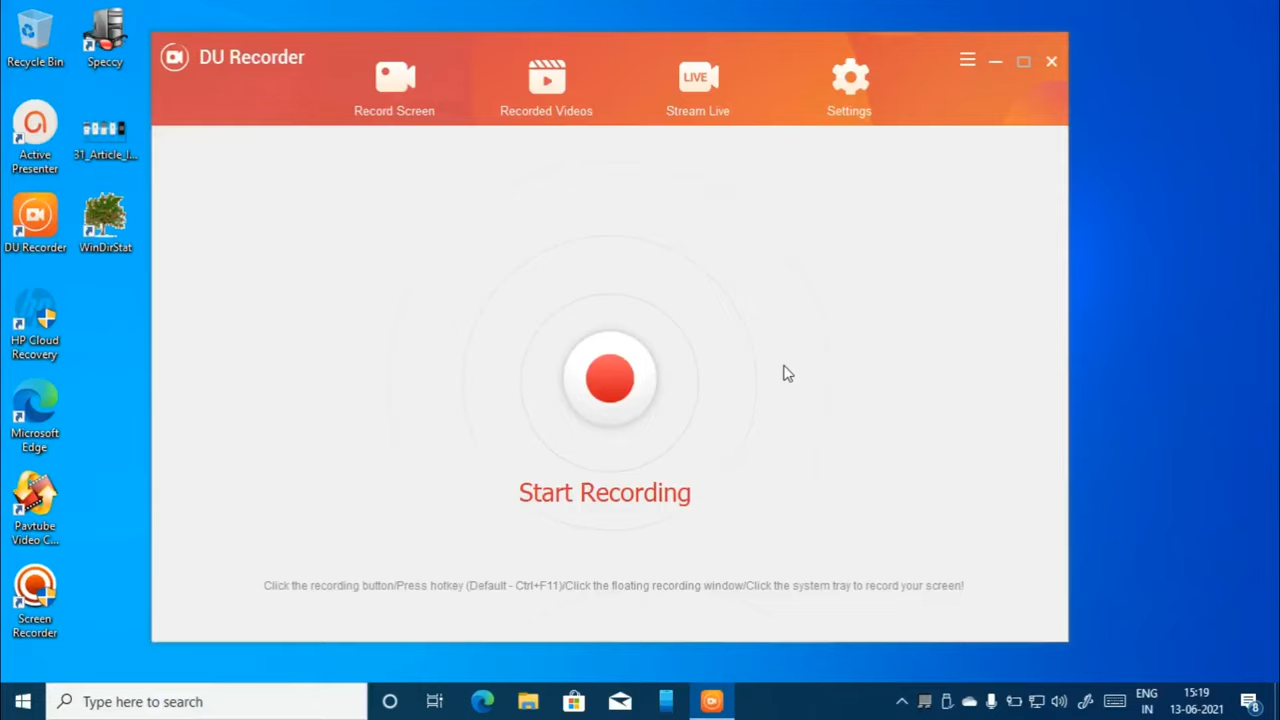 Recycle Bin
Speccy
Active
Presenter
31_Article_I...
DU Recorder
WinDirStat
hp
HP Cloud
Recovery
Microsoft
Edge
Pavtube
Video C...
Screen
Recorder
DU Recorder
Record Screen
Recorded Videos
LIVE
Stream Live
Settings
Start Recording
Click the recording button/Press hotkey (Default - Ctrl+F11)/Click the floating recording window/Click the system tray to record your screen!
Type here to search
ENG
IN
15:19
13-06-2021
8